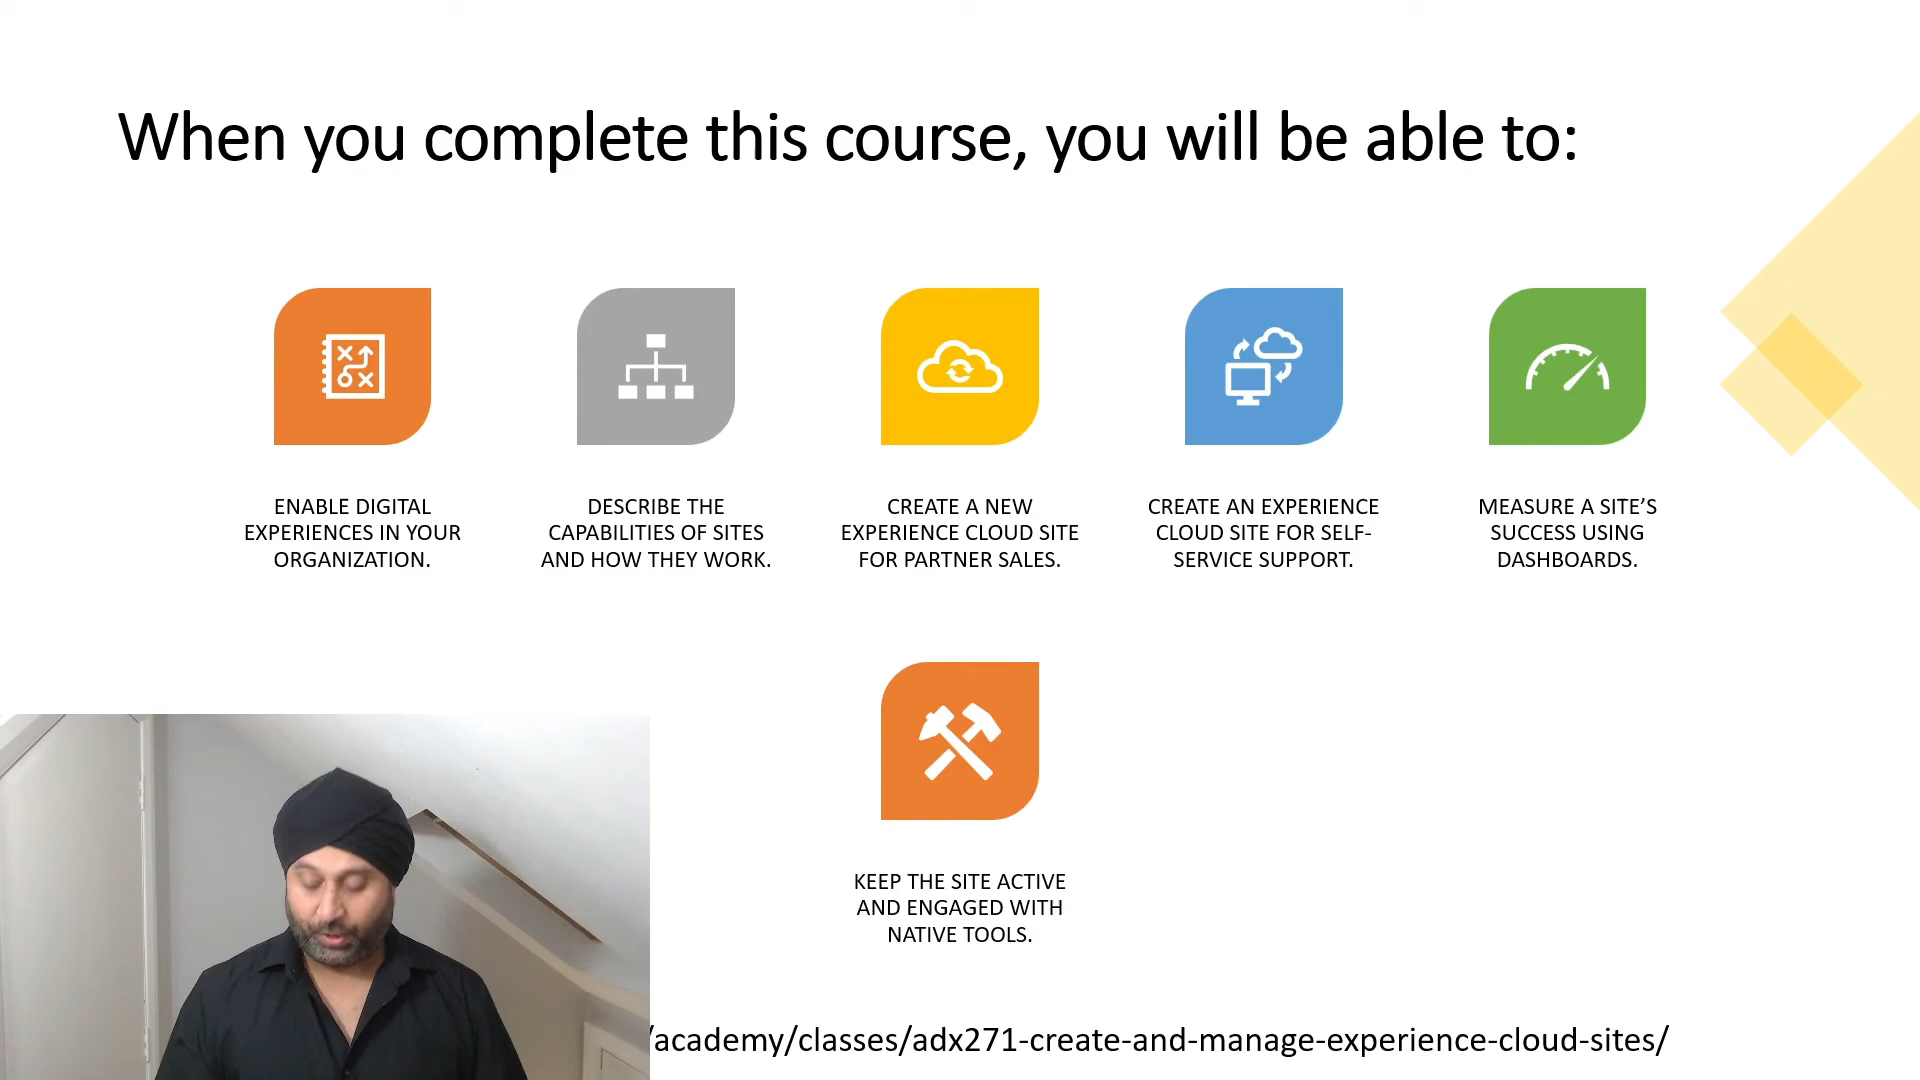 When you complete this course, you will be able to:
ENABLE DIGITAL
EXPERIENCES IN YOUR
ORGANIZATION.
DESCRIBE THE
CAPABILITIES OF SITES
AND HOW THEY WORK.
CREATE A NEW
EXPERIENCE CLOUD SITE
FOR PARTNER SALES.
CREATE AN EXPERIENCE
CLOUD SITE FOR SELF-
SERVICE SUPPORT.
MEASURE A SITE’S
SUCCESS USING
DASHBOARDS.
KEEP THE SITE ACTIVE
AND ENGAGED WITH
NATIVE TOOLS.
/academy/classes/adx271-create-and-manage-experience-cloud-sites/